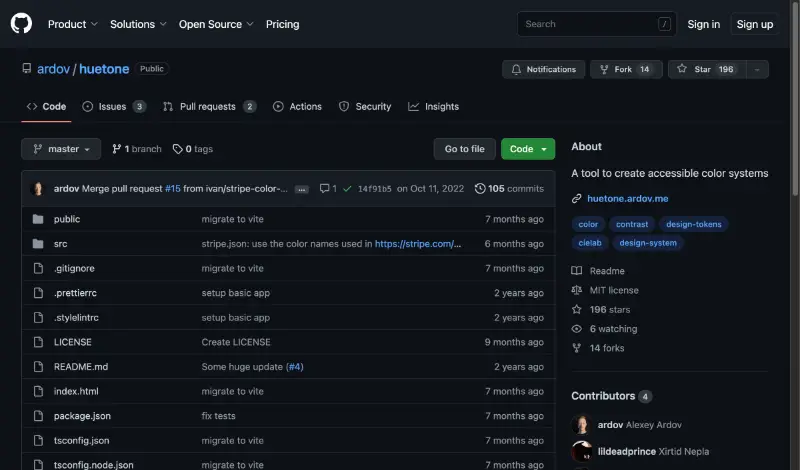 Product Solutions Open Source Pricing Search / Sign in Sign up
ardov / huetone Public Notifications Fork 14 Star 196
Code Issues 3 Pull requests 2 Actions Security Insights
master 1 branch 0 tags Go to file Code
ardov Merge pull request #15 from ivan/stripe-color-... ... 1 14f91b5 on Oct 11, 2022 105 commits
public migrate to vite 7 months ago
src stripe.json: use the color names used in https://stripe.com/... 6 months ago
.gitignore migrate to vite 7 months ago
.prettierrc setup basic app 2 years ago
.stylelintrc setup basic app 2 years ago
LICENSE Create LICENSE 9 months ago
README.md Some huge update (#4) 2 years ago
index.html migrate to vite 7 months ago
package.json fix tests 7 months ago
tsconfig.json migrate to vite 7 months ago
tsconfig.node.json migrate to vite 7 months ago
About
A tool to create accessible color systems
huetone.ardov.me
color contrast design-tokens
cielab design-system
Readme
MIT license
196 stars
6 watching
14 forks
Contributors 4
ardov Alexey Ardov
lildeadprince Xirtid Nepla